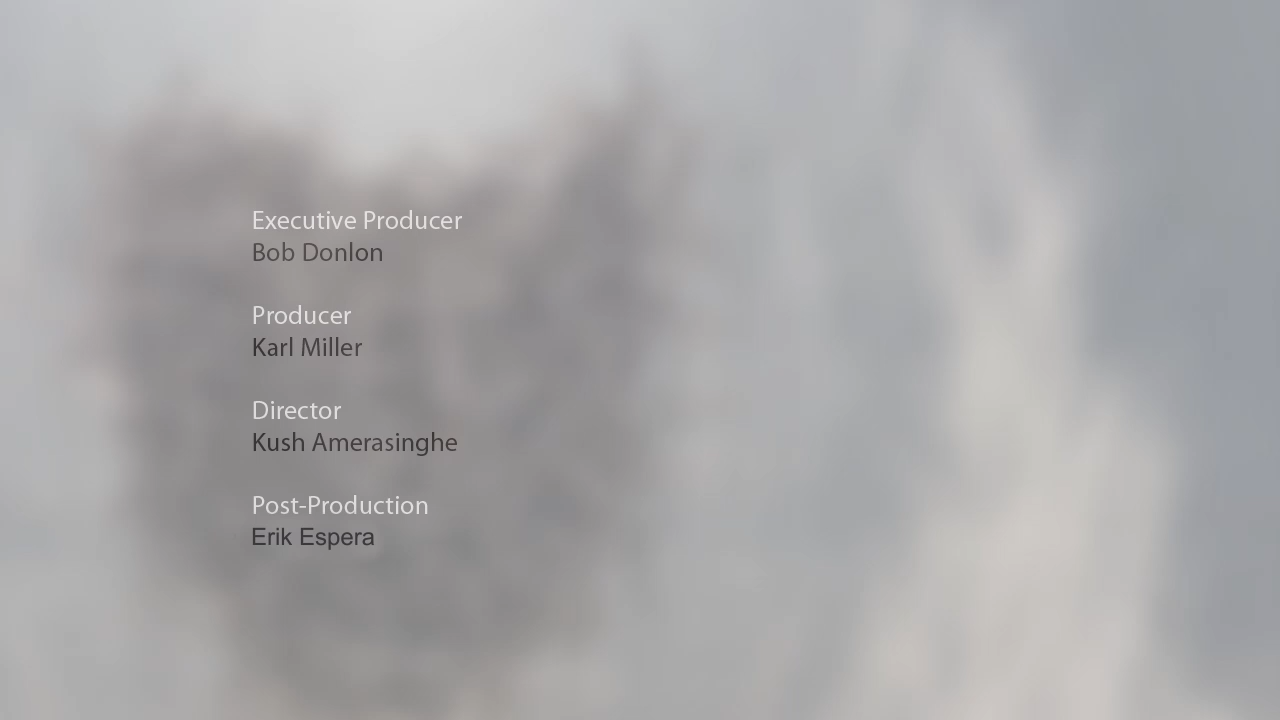 Executive Producer
Bob Donlon
Producer
Karl Miller
Director
Kush Amerasinghe
Post-Production
Erik Espera